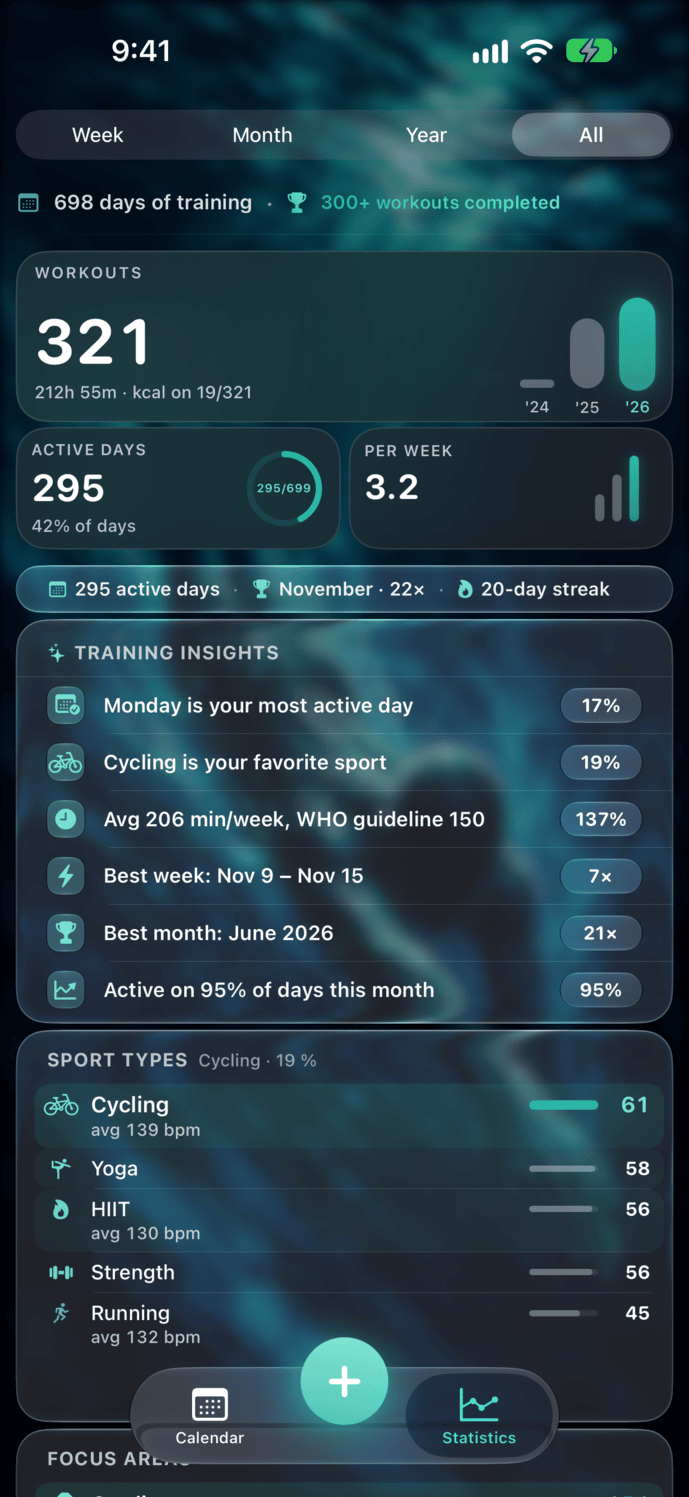 9:41
Week Month Year All
698 days of training · 300+ workouts completed
WORKOUTS
321
212h 55m · kcal on 19/321
'24 '25 '26
ACTIVE DAYS
295
42% of days
295/699
PER WEEK
3.2
295 active days · November · 22× · 20-day streak
TRAINING INSIGHTS
Monday is your most active day 17%
Cycling is your favorite sport 19%
Avg 206 min/week, WHO guideline 150 137%
Best week: Nov 9 – Nov 15 7×
Best month: June 2026 21×
Active on 95% of days this month 95%
SPORT TYPES Cycling · 19 %
Cycling 61
avg 139 bpm
Yoga 58
HIIT 56
avg 130 bpm
Strength 56
Running 45
avg 132 bpm
Calendar
Statistics
FOCUS AREAS